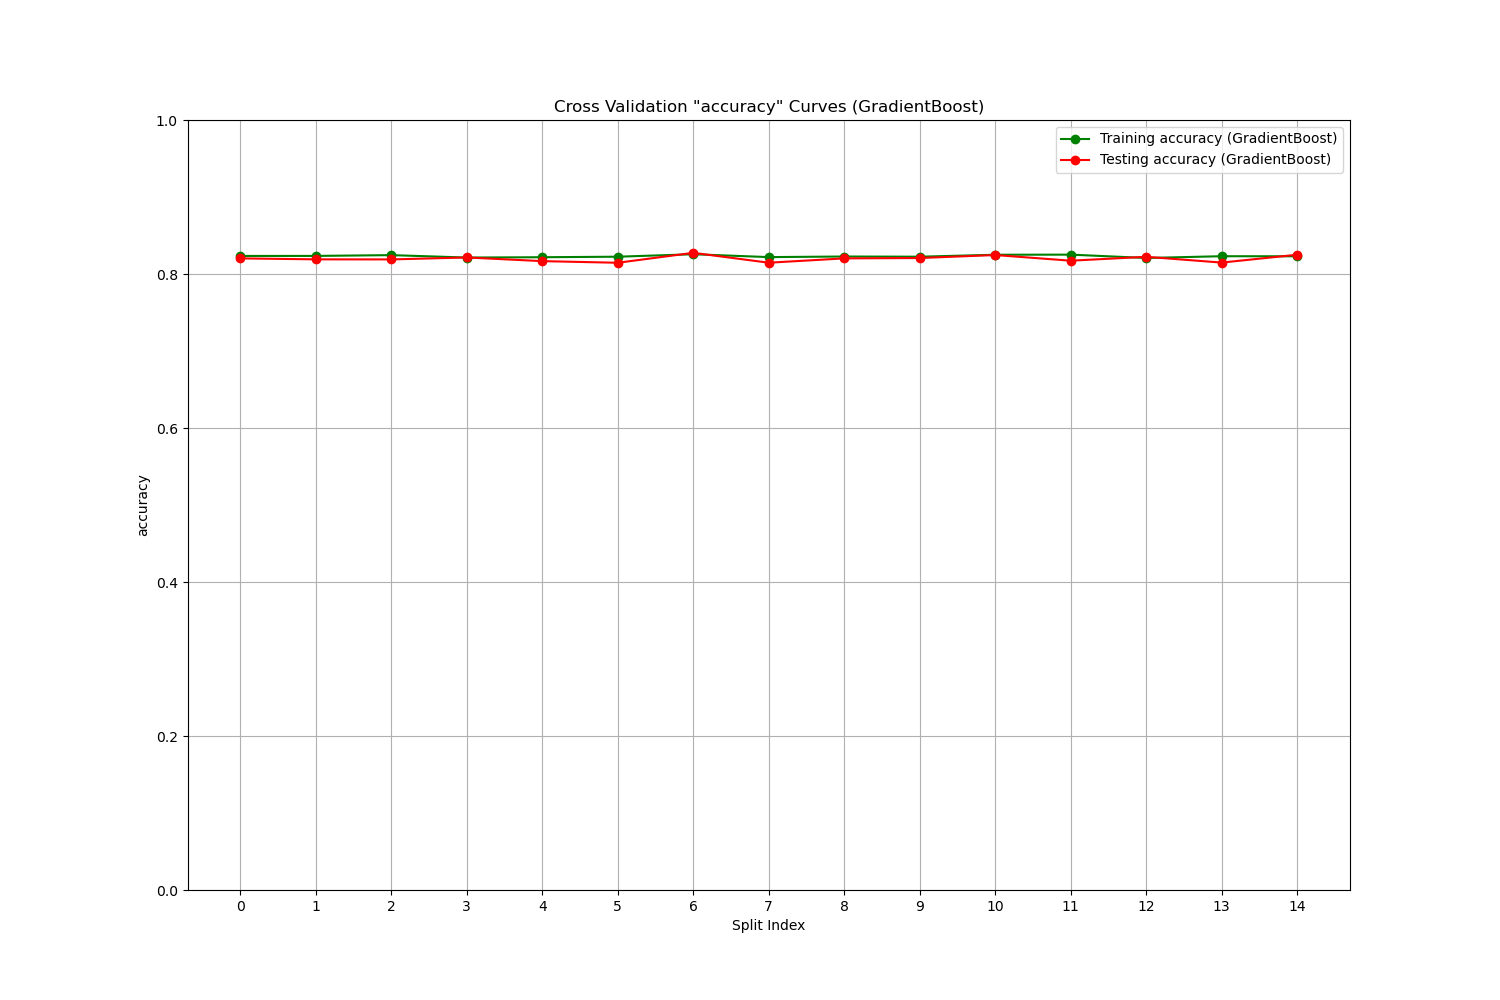 Cross Validation "accuracy" Curves (GradientBoost)
Training accuracy (GradientBoost)
Testing accuracy (GradientBoost)
1.0
0.8
0.6
0.4
0.2
0.0
accuracy
0 1 2 3 4 5 6 7 8 9 10 11 12 13 14
Split Index